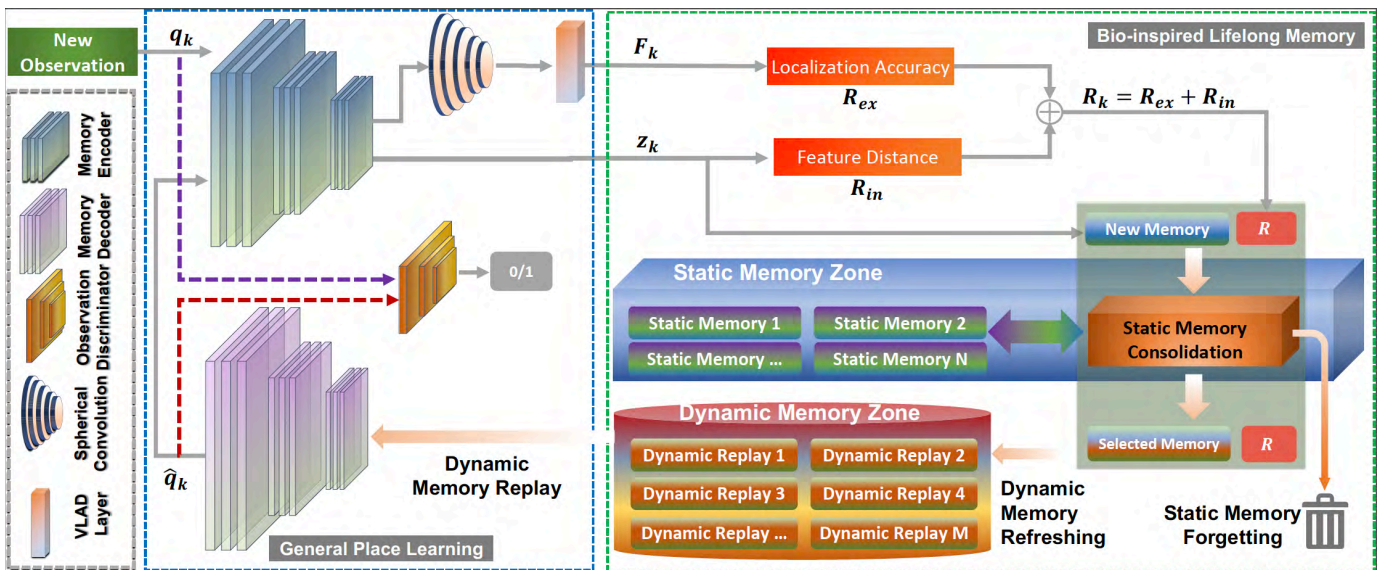 New
Observation
q_k
Memory
Encoder
Memory
Decoder
Observation
Discriminator
Spherical
Convolution
VLAD
Layer
0/1
q̂_k
Dynamic
Memory Replay
General Place Learning
Bio-inspired Lifelong Memory
F_k
Localization Accuracy
R_ex
R_k = R_ex + R_in
z_k
Feature Distance
R_in
New Memory
R
Static Memory Zone
Static Memory 1
Static Memory 2
Static Memory ...
Static Memory N
Static Memory
Consolidation
Dynamic Memory Zone
Dynamic Replay 1
Dynamic Replay 2
Dynamic Replay 3
Dynamic Replay 4
Dynamic Replay ...
Dynamic Replay M
Selected Memory
R
Dynamic
Memory
Refreshing
Static Memory
Forgetting